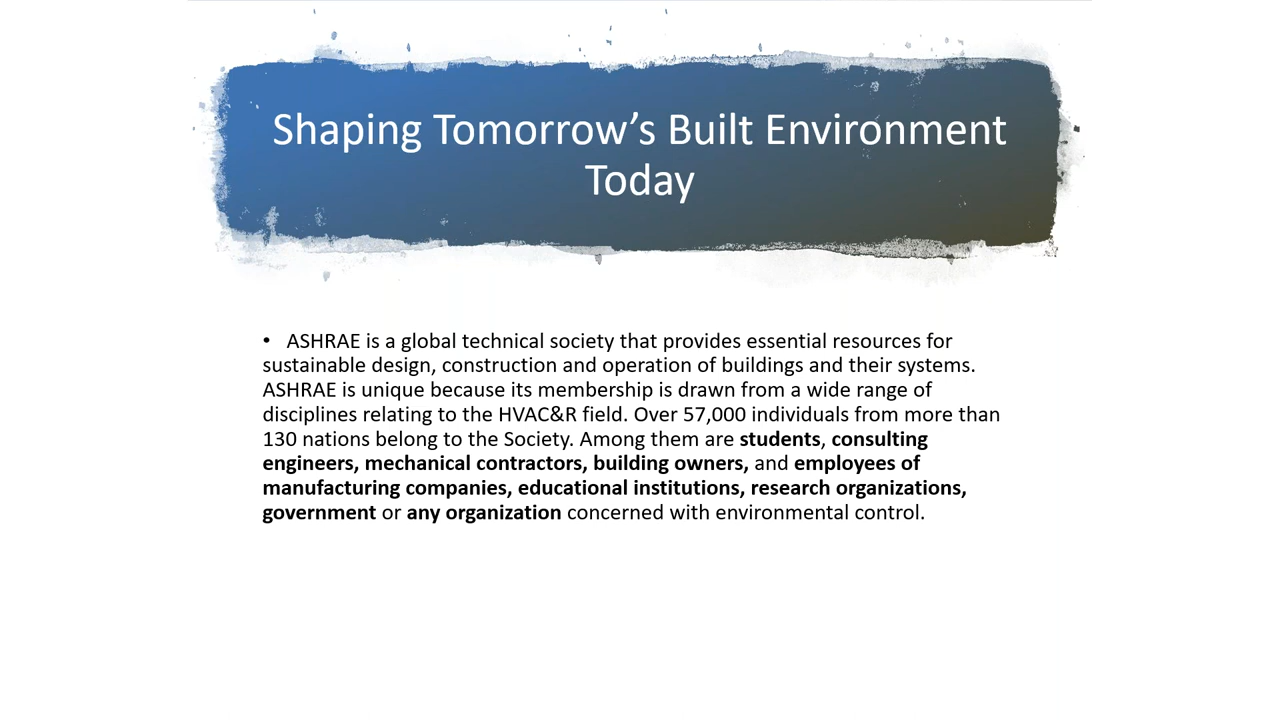 Shaping Tomorrow’s Built Environment
Today
• ASHRAE is a global technical society that provides essential resources for
sustainable design, construction and operation of buildings and their systems.
ASHRAE is unique because its membership is drawn from a wide range of
disciplines relating to the HVAC&R field. Over 57,000 individuals from more than
130 nations belong to the Society. Among them are students, consulting
engineers, mechanical contractors, building owners, and employees of
manufacturing companies, educational institutions, research organizations,
government or any organization concerned with environmental control.